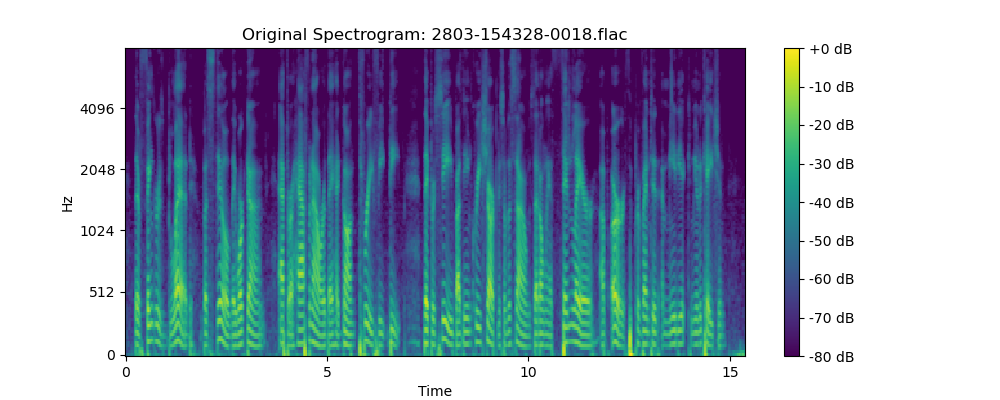 Original Spectrogram: 2803-154328-0018.flac
Hz
4096
2048
1024
512
0
0 5 10 15
Time
+0 dB
-10 dB
-20 dB
-30 dB
-40 dB
-50 dB
-60 dB
-70 dB
-80 dB